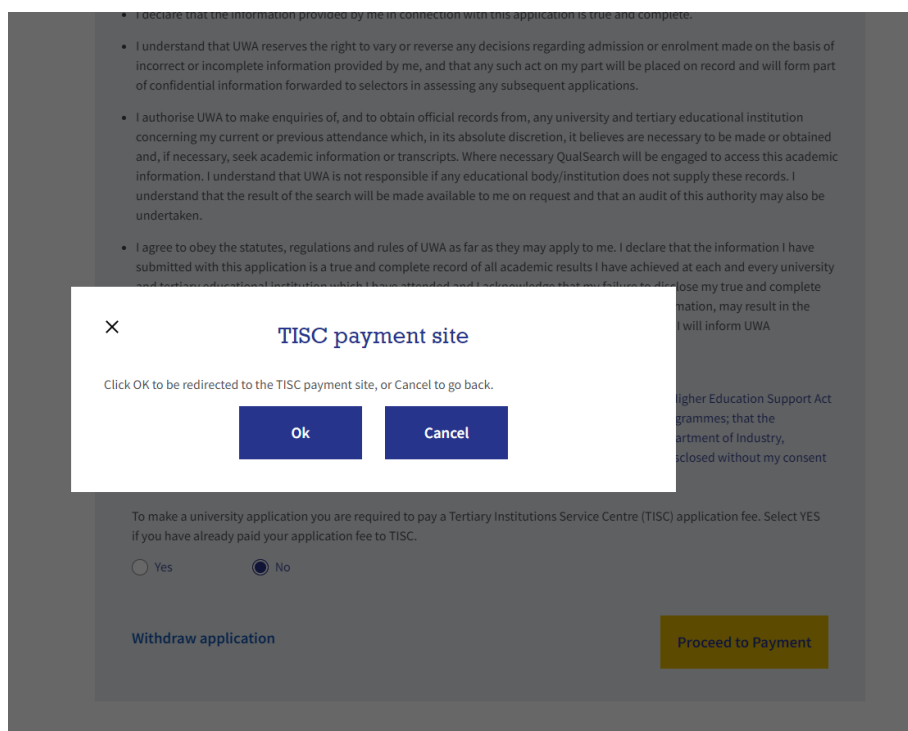 • I declare that the information provided by me in connection with this application is true and complete.
• I understand that UWA reserves the right to vary or reverse any decisions regarding admission or enrolment made on the basis of
incorrect or incomplete information provided by me, and that any such act on my part will be placed on record and will form part
of confidential information forwarded to selectors in assessing any subsequent applications.
• I authorise UWA to make enquiries of, and to obtain official records from, any university and tertiary educational institution
concerning my current or previous attendance which, in its absolute discretion, it believes are necessary to be made or obtained
and, if necessary, seek academic information or transcripts. Where necessary QualSearch will be engaged to access this academic
information. I understand that UWA is not responsible if any educational body/institution does not supply these records. I
understand that the result of the search will be made available to me on request and that an audit of this authority may also be
undertaken.
• I agree to obey the statutes, regulations and rules of UWA as far as they may apply to me. I declare that the information I have
submitted with this application is a true and complete record of all academic results I have achieved at each and every university
and tertiary educational institution which I have attended and I acknowledge that my failure to disclose my true and complete
mation, may result in the
I will inform UWA
TISC payment site
Click OK to be redirected to the TISC payment site, or Cancel to go back.
Ok
Cancel
Higher Education Support Act
grammes; that the
artment of Industry,
sclosed without my consent
To make a university application you are required to pay a Tertiary Institutions Service Centre (TISC) application fee. Select YES
if you have already paid your application fee to TISC.
Yes
No
Withdraw application
Proceed to Payment